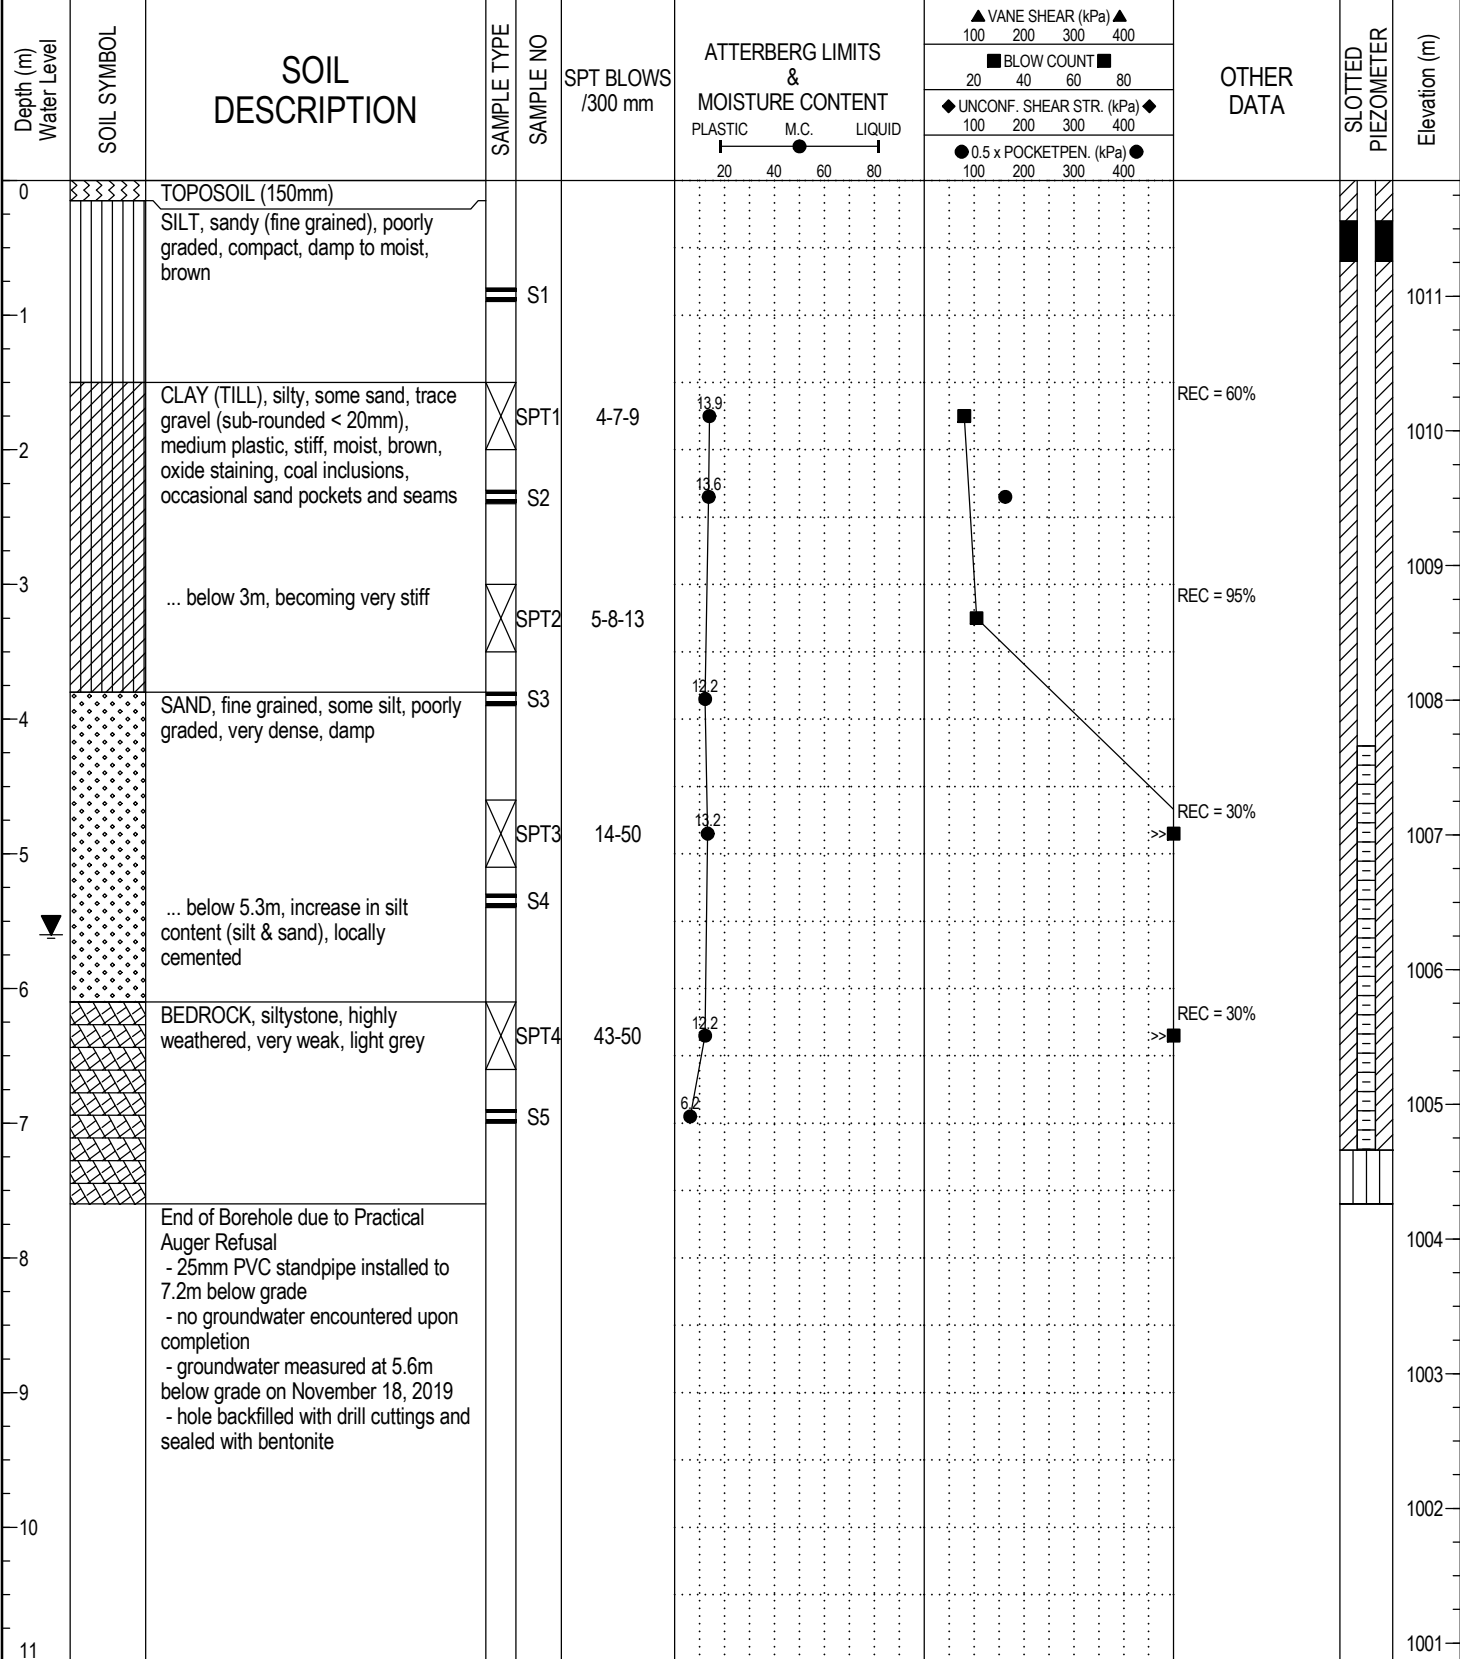 Depth (m)
Water Level
SOIL SYMBOL
SOIL
DESCRIPTION
SAMPLE TYPE
SAMPLE NO
SPT BLOWS
/300 mm
ATTERBERG LIMITS
&
MOISTURE CONTENT
PLASTIC M.C. LIQUID
20 40 60 80
▲ VANE SHEAR (kPa) ▲
100 200 300 400
■ BLOW COUNT ■
20 40 60 80
◆ UNCONF. SHEAR STR. (kPa) ◆
100 200 300 400
● 0.5 x POCKETPEN. (kPa) ●
100 200 300 400
OTHER
DATA
SLOTTED
PIEZOMETER
Elevation (m)
0
TOPOSOIL (150mm)
SILT, sandy (fine grained), poorly
graded, compact, damp to moist,
brown
S1
1011
1
CLAY (TILL), silty, some sand, trace
gravel (sub-rounded < 20mm),
medium plastic, stiff, moist, brown,
oxide staining, coal inclusions,
occasional sand pockets and seams
SPT1
4-7-9
13.9
REC = 60%
1010
2
S2
13.6
1009
3
... below 3m, becoming very stiff
SPT2
5-8-13
REC = 95%
S3
12.2
1008
SAND, fine grained, some silt, poorly
graded, very dense, damp
4
SPT3
14-50
13.2
>>
REC = 30%
1007
5
S4
... below 5.3m, increase in silt
content (silt & sand), locally
cemented
1006
6
BEDROCK, siltystone, highly
weathered, very weak, light grey
SPT4
43-50
12.2
>>
REC = 30%
S5
6.2
1005
7
End of Borehole due to Practical
Auger Refusal
- 25mm PVC standpipe installed to
7.2m below grade
- no groundwater encountered upon
completion
- groundwater measured at 5.6m
below grade on November 18, 2019
- hole backfilled with drill cuttings and
sealed with bentonite
1004
8
1003
9
1002
10
1001
11